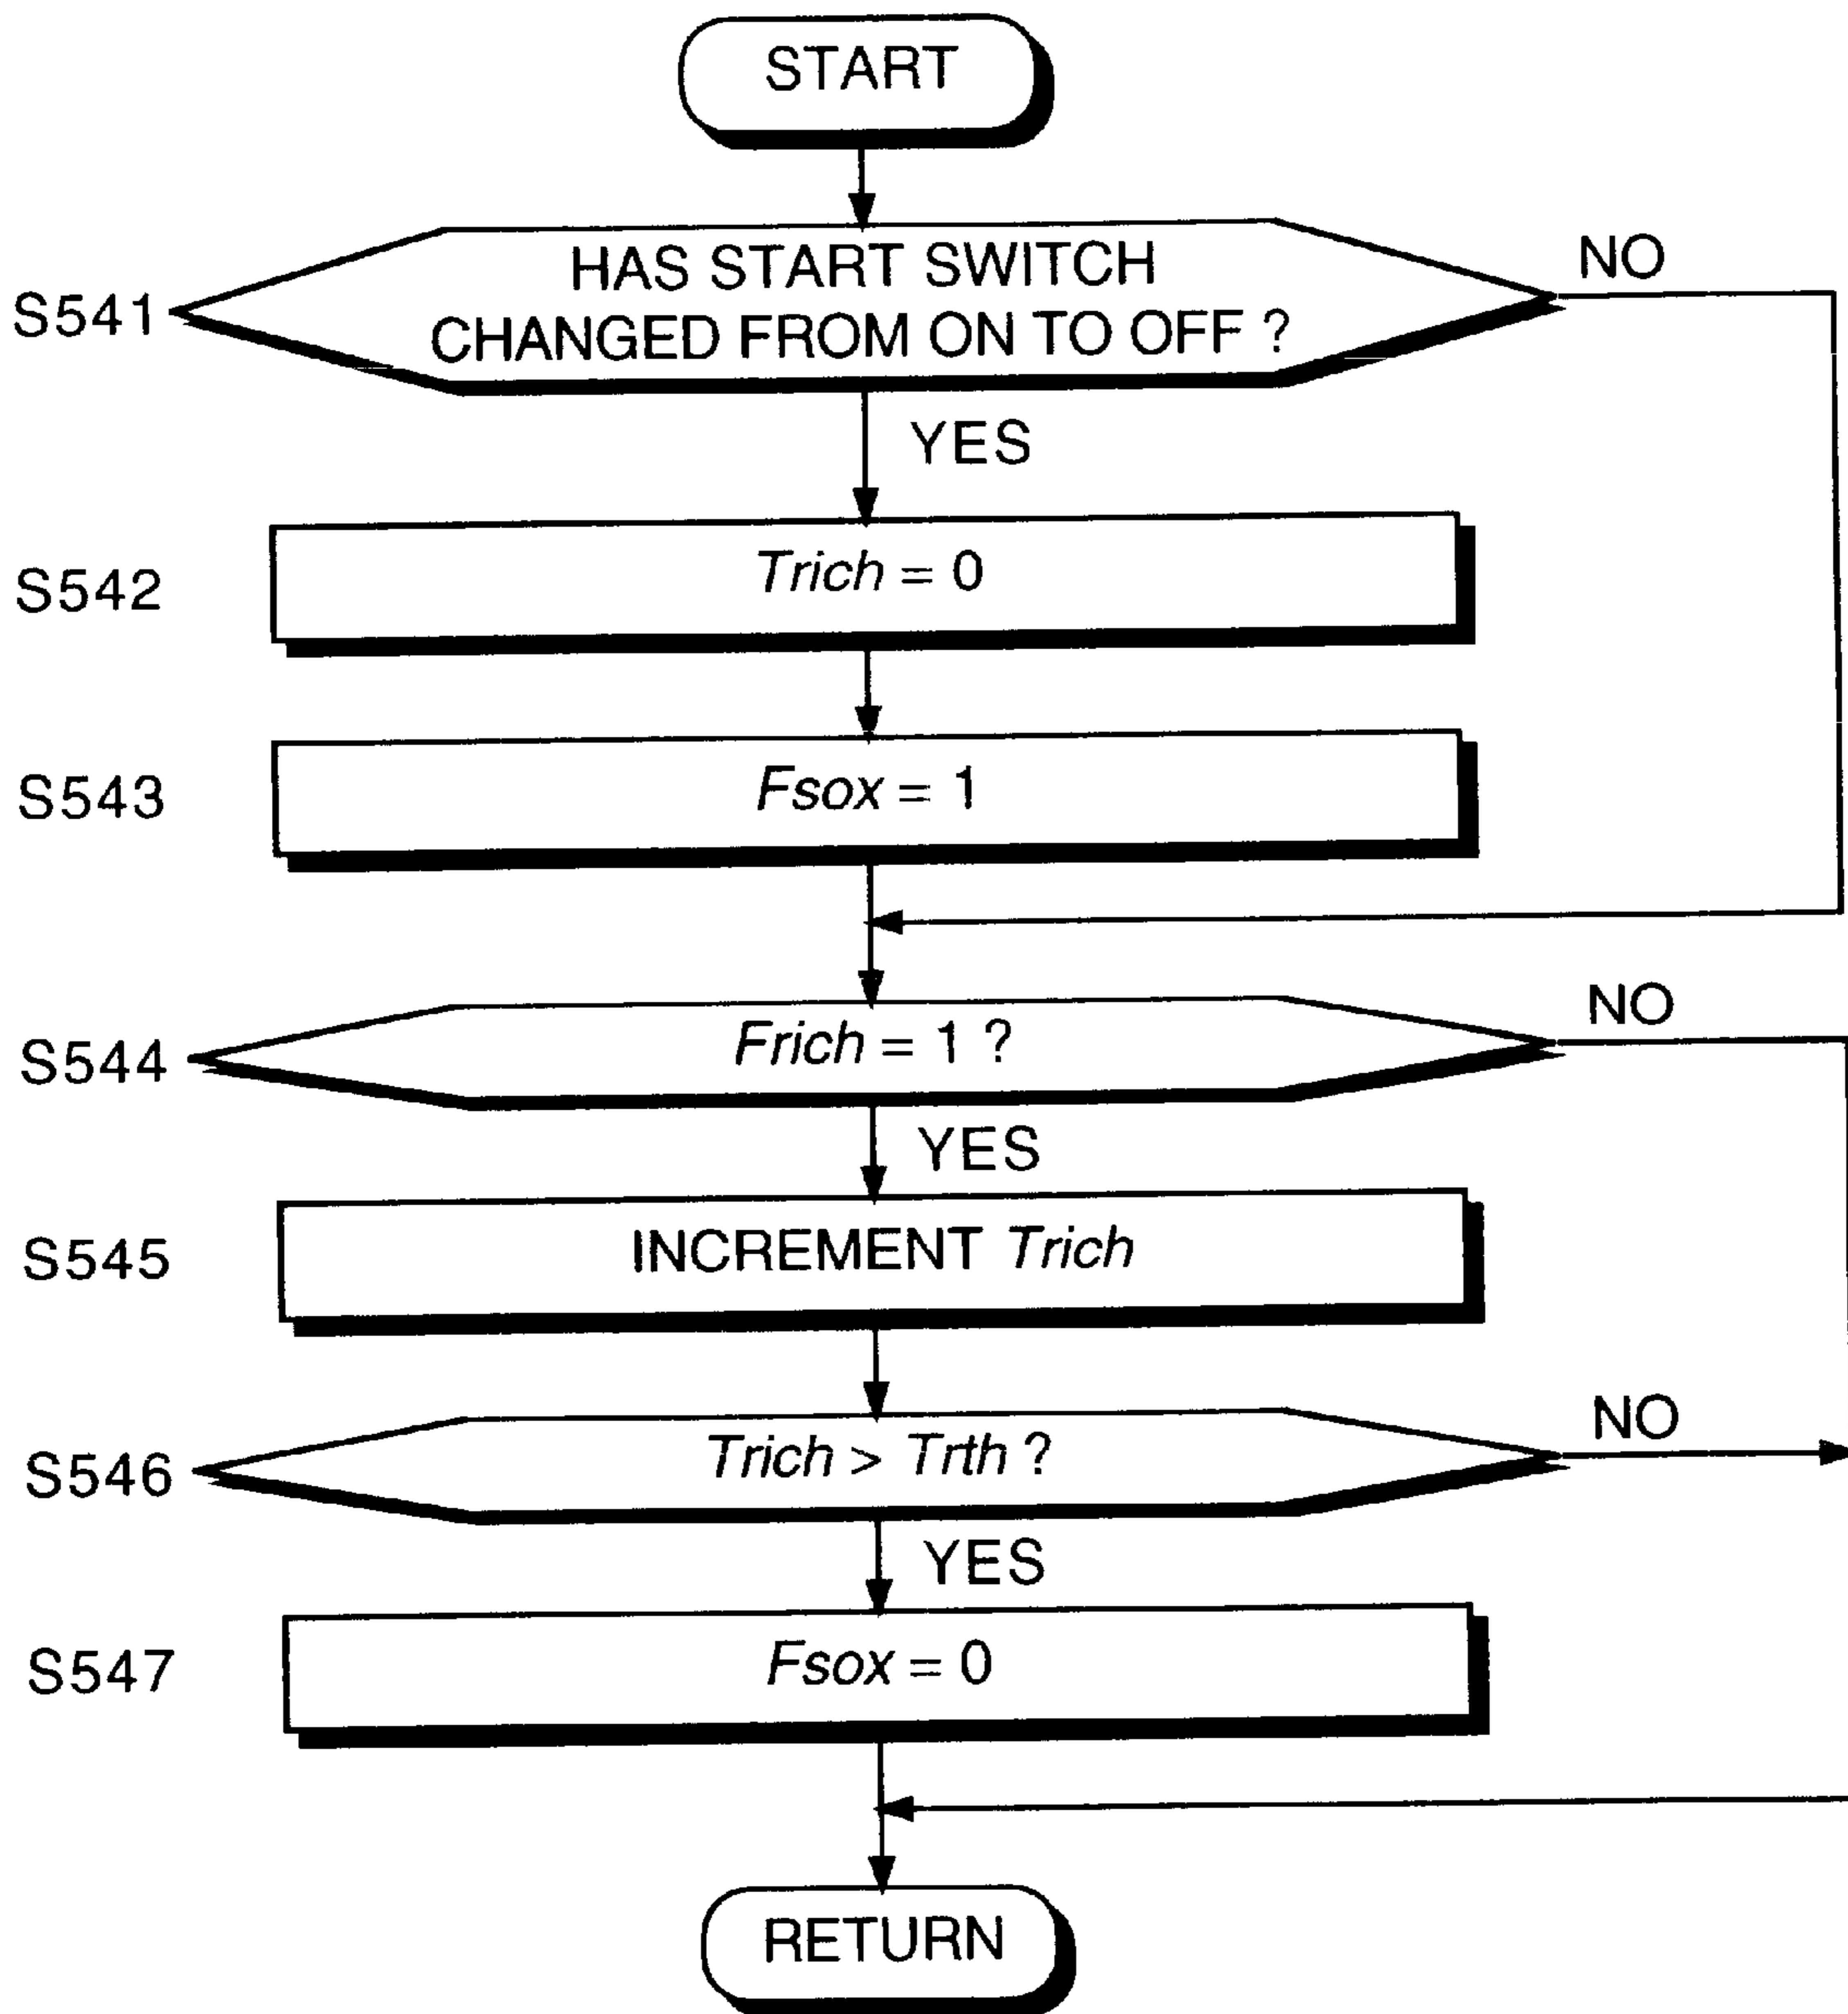 START
HAS START SWITCH
CHANGED FROM ON TO OFF ?
NO
S541
YES
S542
Trich = 0
S543
Fsox = 1
S544
Frich = 1 ?
NO
YES
S545
INCREMENT Trich
S546
Trich > Trth ?
NO
YES
S547
Fsox = 0
RETURN